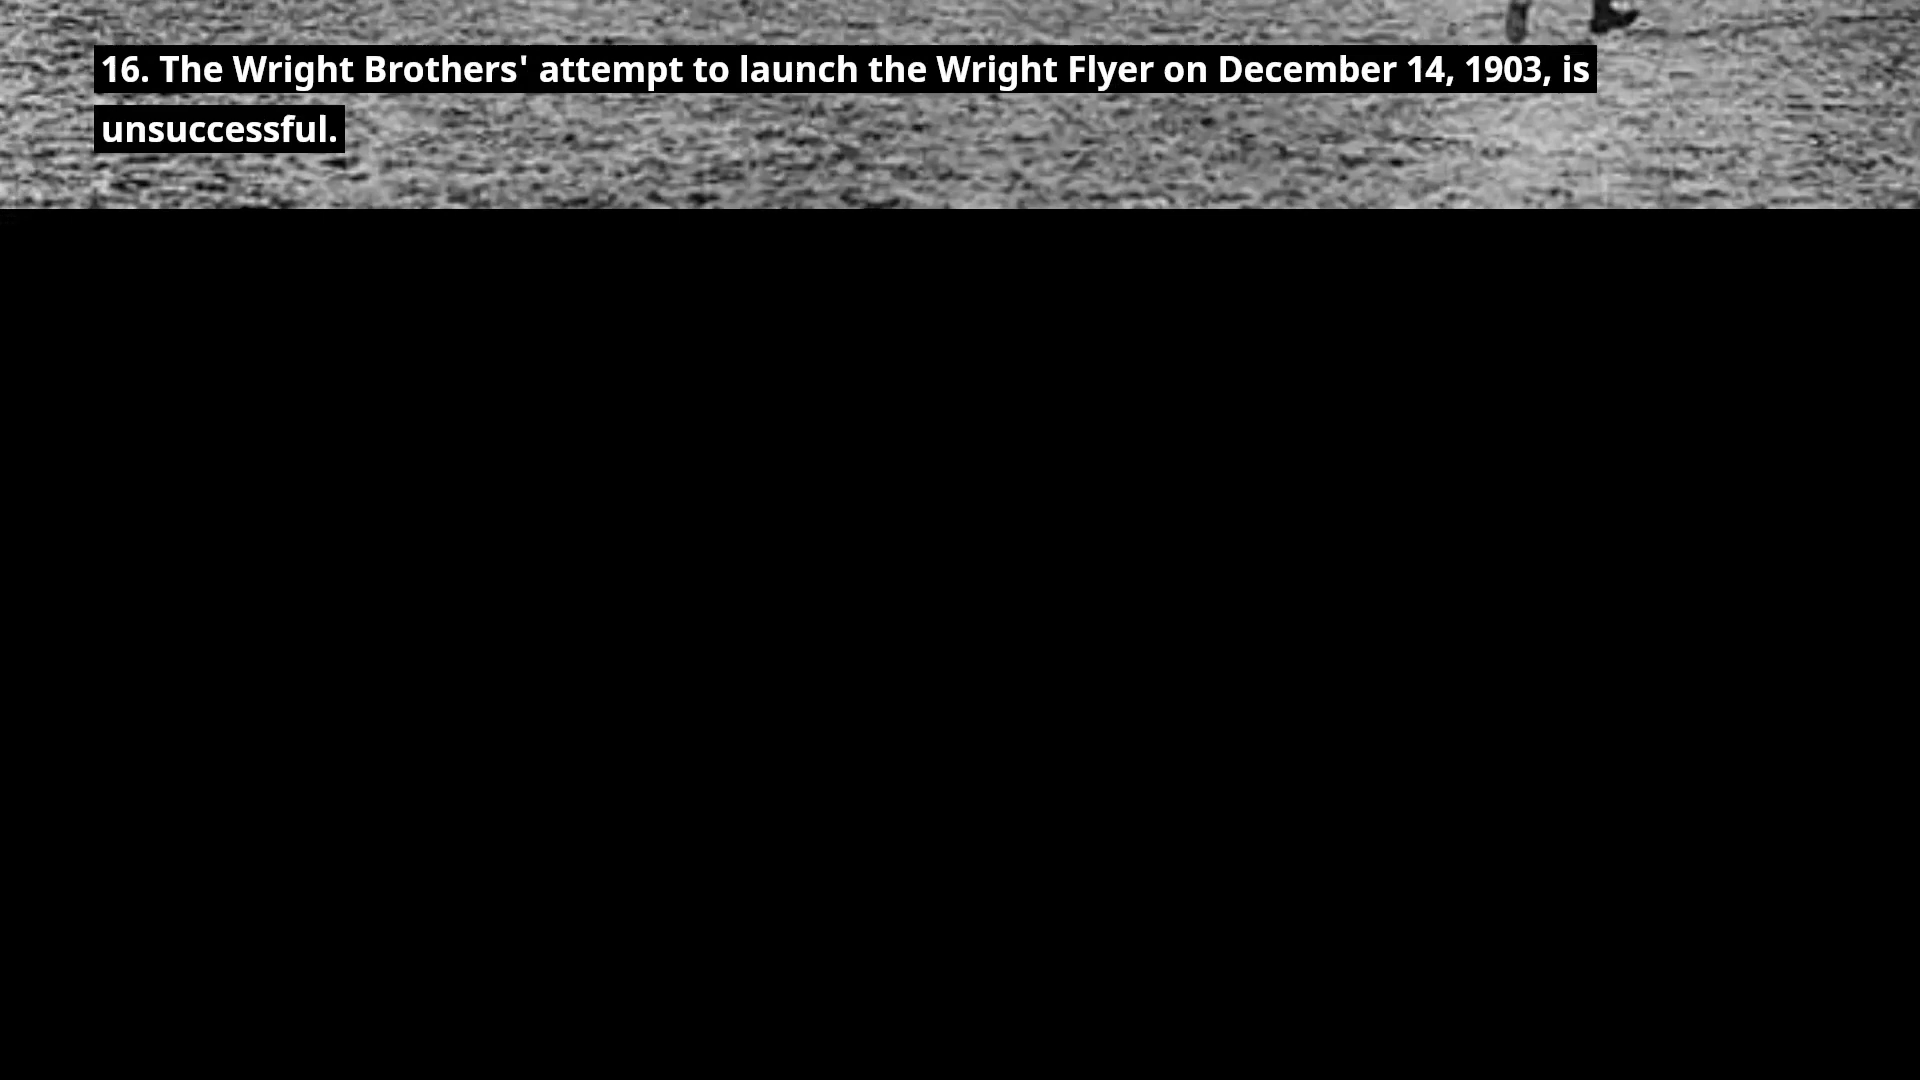 16. The Wright Brothers' attempt to launch the Wright Flyer on December 14, 1903, is
unsuccessful.